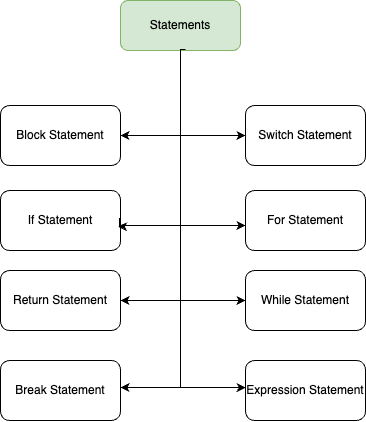 Statements
Block Statement
Switch Statement
If Statement
For Statement
Return Statement
While Statement
Break Statement
Expression Statement